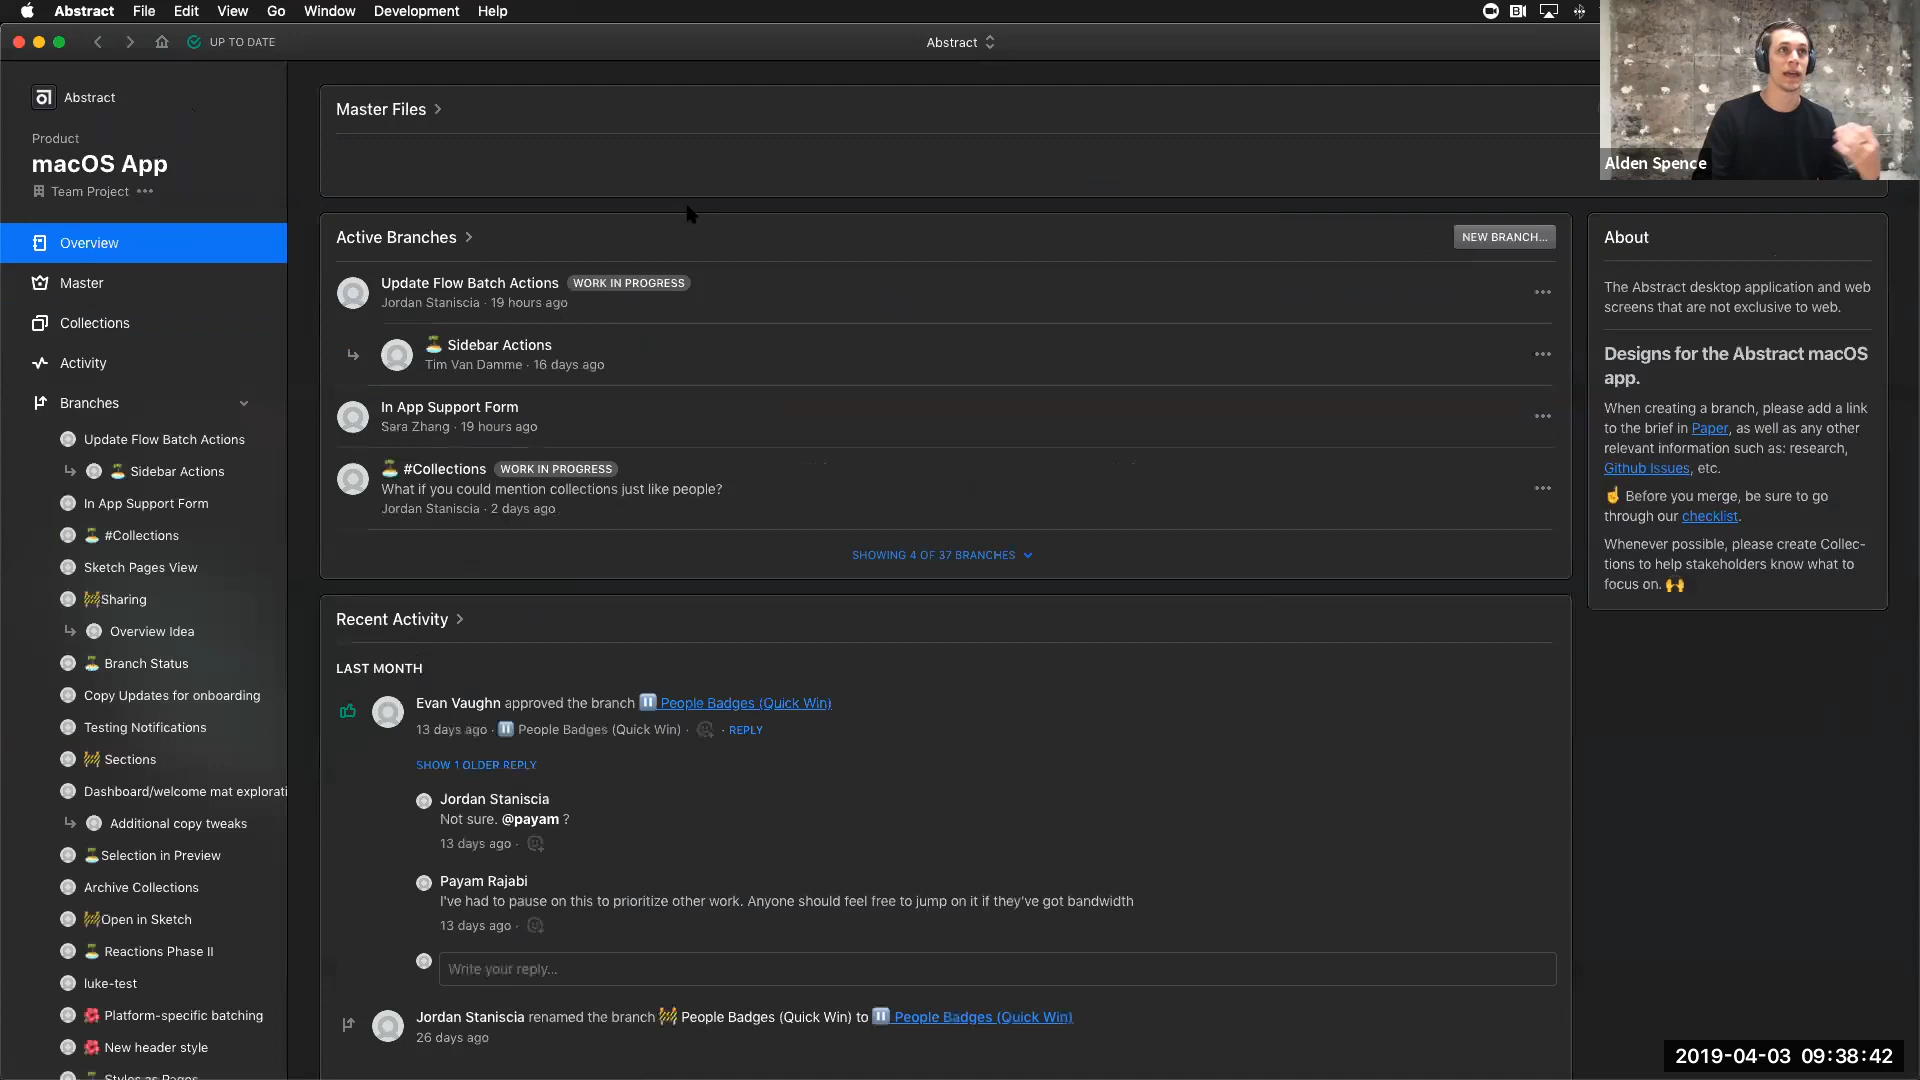 Abstract File Edit View Go Window Development Help
UP TO DATE
Abstract
Alden Spence
Abstract
Product
macOS App
Team Project
Overview
Master
Collections
Activity
Branches
Update Flow Batch Actions
Sidebar Actions
In App Support Form
#Collections
Sketch Pages View
Sharing
Overview Idea
Branch Status
Copy Updates for onboarding
Testing Notifications
Sections
Dashboard/welcome mat explorati
Additional copy tweaks
Selection in Preview
Archive Collections
Open in Sketch
Reactions Phase II
luke-test
Platform-specific batching
New header style
Styles as Pages
Master Files
Active Branches
NEW BRANCH...
Update Flow Batch Actions WORK IN PROGRESS
Jordan Staniscia · 19 hours ago
Sidebar Actions
Tim Van Damme · 16 days ago
In App Support Form
Sara Zhang · 19 hours ago
#Collections WORK IN PROGRESS
What if you could mention collections just like people?
Jordan Staniscia · 2 days ago
SHOWING 4 OF 37 BRANCHES
Recent Activity
LAST MONTH
Evan Vaughn approved the branch ⏸ People Badges (Quick Win)
13 days ago · ⏸ People Badges (Quick Win) · · REPLY
SHOW 1 OLDER REPLY
Jordan Staniscia
Not sure. @payam ?
13 days ago ·
Payam Rajabi
I've had to pause on this to prioritize other work. Anyone should feel free to jump on it if they've got bandwidth
13 days ago ·
Write your reply...
Jordan Staniscia renamed the branch 🚧 People Badges (Quick Win) to ⏸ People Badges (Quick Win)
26 days ago
About
The Abstract desktop application and web
screens that are not exclusive to web.
Designs for the Abstract macOS
app.
When creating a branch, please add a link
to the brief in Paper, as well as any other
relevant information such as: research,
Github Issues, etc.
☝ Before you merge, be sure to go
through our checklist.
Whenever possible, please create Collec-
tions to help stakeholders know what to
focus on. 🙌
2019-04-03 09:38:42